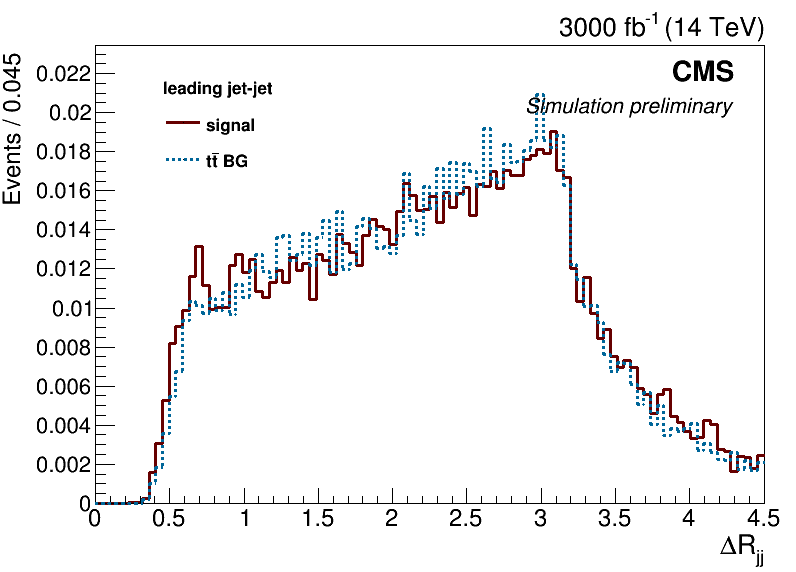 3000 fb⁻¹ (14 TeV)
Events / 0.045
CMS
Simulation preliminary
leading jet-jet
signal
tt̄ BG
0.022
0.02
0.018
0.016
0.014
0.012
0.01
0.008
0.006
0.004
0.002
0
0 0.5 1 1.5 2 2.5 3 3.5 4 4.5
ΔRjj